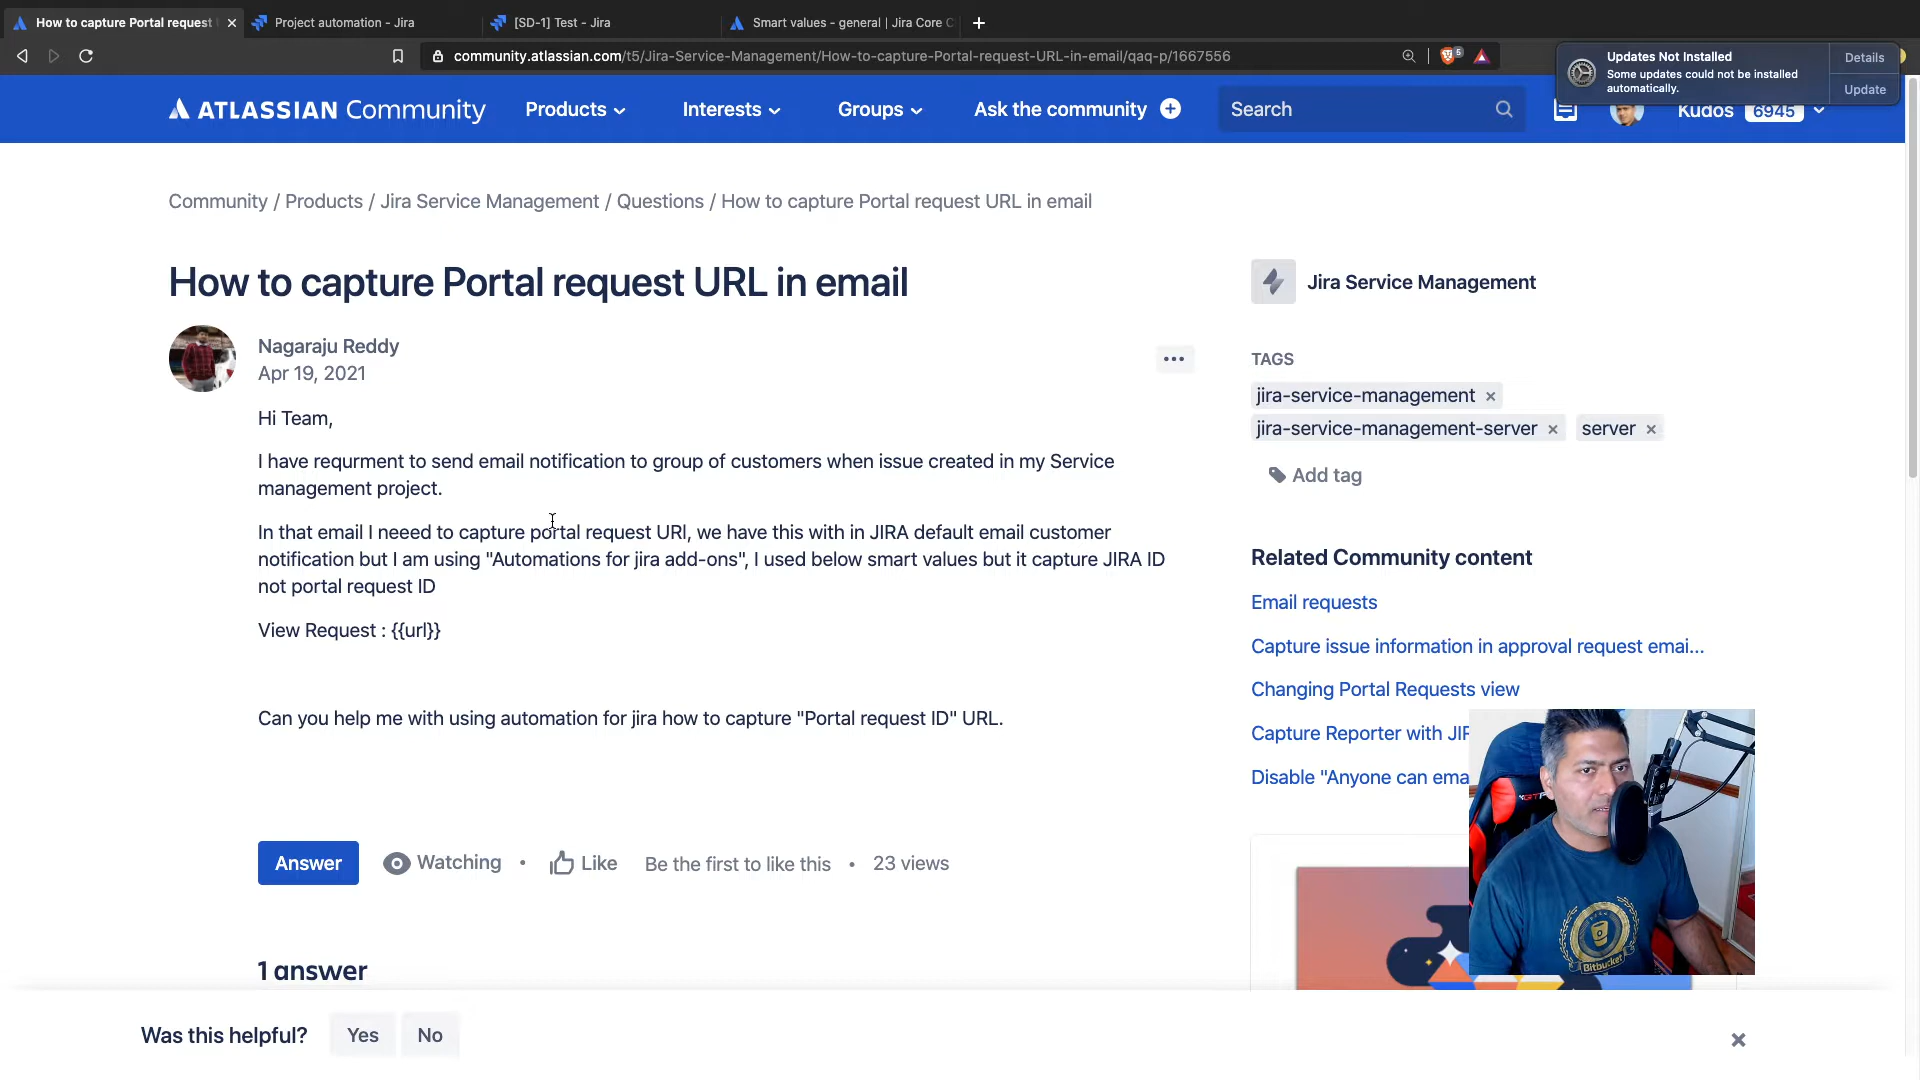 How to capture Portal request
Project automation - Jira
[SD-1] Test - Jira
Smart values - general | Jira Core C
community.atlassian.com/t5/Jira-Service-Management/How-to-capture-Portal-request-URL-in-email/qaq-p/1667556
5
Updates Not Installed
Some updates could not be installed
automatically.
Details
Update
ATLASSIAN Community
Products
Interests
Groups
Ask the community
Search
Kudos
6945
Community / Products / Jira Service Management / Questions / How to capture Portal request URL in email
How to capture Portal request URL in email
Nagaraju Reddy
Apr 19, 2021
Hi Team,
I have requrment to send email notification to group of customers when issue created in my Service
management project.
In that email I neeed to capture portal request URl, we have this with in JIRA default email customer
notification but I am using "Automations for jira add-ons", I used below smart values but it capture JIRA ID
not portal request ID
View Request : {{url}}
Can you help me with using automation for jira how to capture "Portal request ID" URL.
Answer
Watching
•
Like
Be the first to like this
•
23 views
1 answer
Jira Service Management
TAGS
jira-service-management ×
jira-service-management-server ×
server ×
Add tag
Related Community content
Email requests
Capture issue information in approval request emai...
Changing Portal Requests view
Capture Reporter with JIR
Disable "Anyone can ema
Bitbucket
Was this helpful?
Yes
No